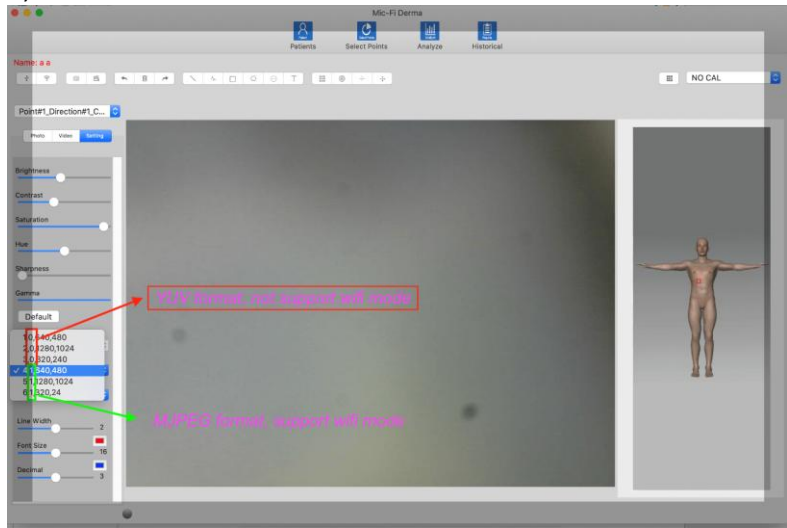 Mic-Fi Derma
Patients
Select Points
Analyze
Historical
Name: a a
NO CAL
Point#1_Direction#1_C...
Photo
Video
Setting
Brightness
Contrast
Saturation
Hue
Sharpness
Gamma
YUV format: not support wifi mode
Default
1,0,640,480
2,0,1280,1024
3,0,320,240
✓ 4,1,640,480
5,1,1280,1024
6,1,320,24
MJPEG format, support wifi mode
Line Width
2
Font Size
16
Decimal
3